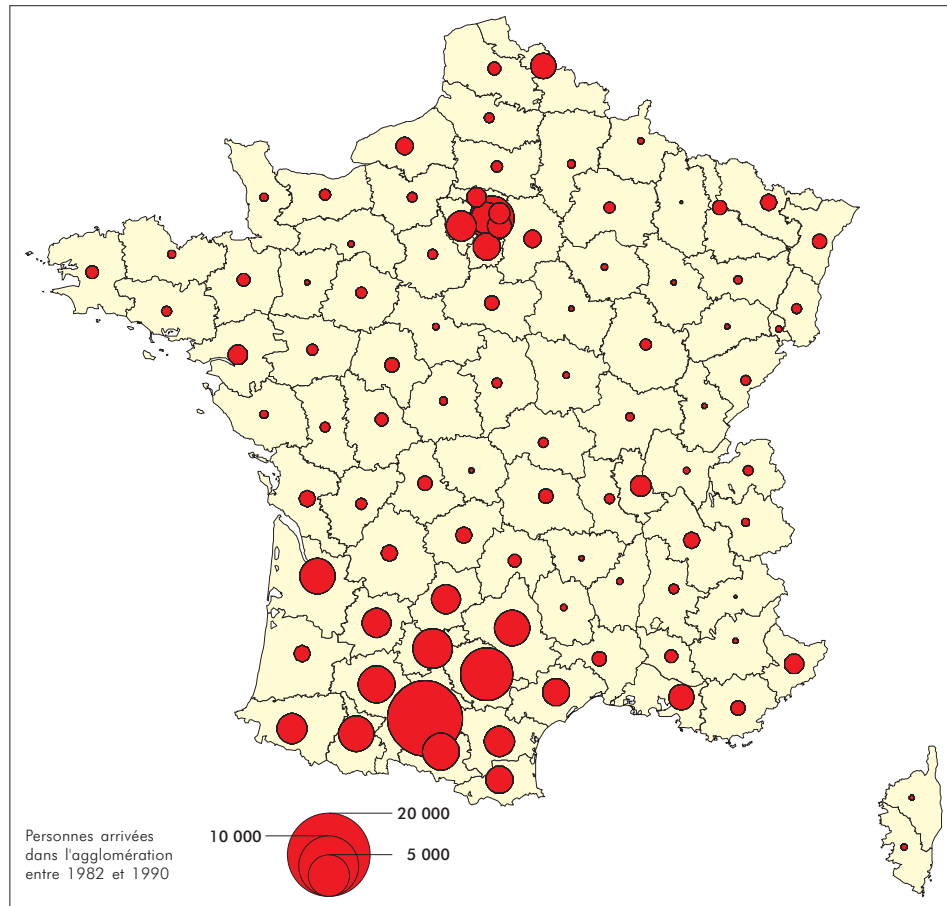 20 000
10 000
5 000
Personnes arrivées
dans l'agglomération
entre 1982 et 1990